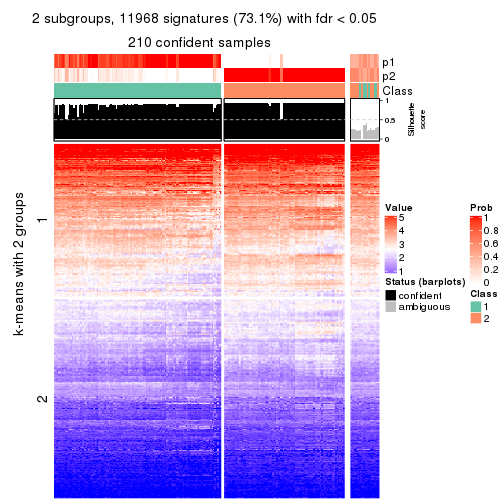 2 subgroups, 11968 signatures (73.1%) with fdr < 0.05
210 confident samples
p1
p2
Class
1
0.5
0
Silhouette
score
k-means with 2 groups
1
2
Value
5
4
3
2
1
Status (barplots)
confident
ambiguous
Prob
1
0.8
0.6
0.4
0.2
0
Class
1
2